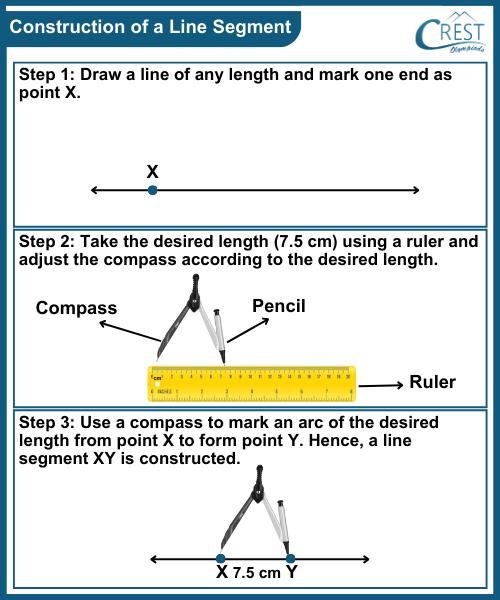 Construction of a Line Segment
CREST
Olympiads
Step 1: Draw a line of any length and mark one end as
point X.
X
Step 2: Take the desired length (7.5 cm) using a ruler and
adjust the compass according to the desired length.
Compass
Pencil
cm
INCHES
Ruler
Step 3: Use a compass to mark an arc of the desired
length from point X to form point Y. Hence, a line
segment XY is constructed.
X 7.5 cm Y